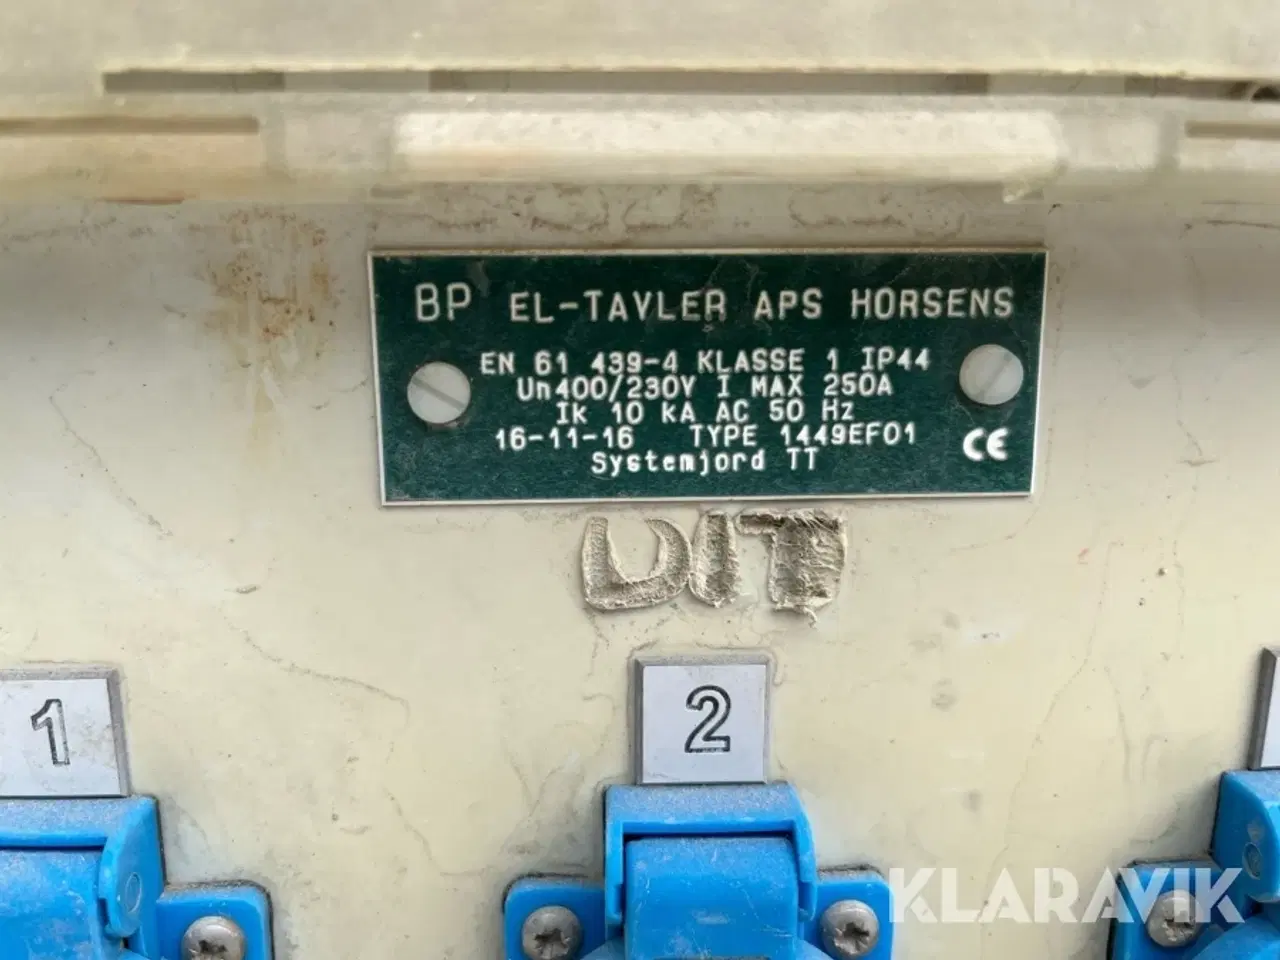 BP EL-TAVLER APS HORSENS
EN 61 439-4 KLASSE 1 IP44
Un400/230V I MAX 250A
Ik 10 KA AC 50 Hz
16-11-16 TYPE 1449EF01
CE
Systemjord TT
1
2
KLARAVIK